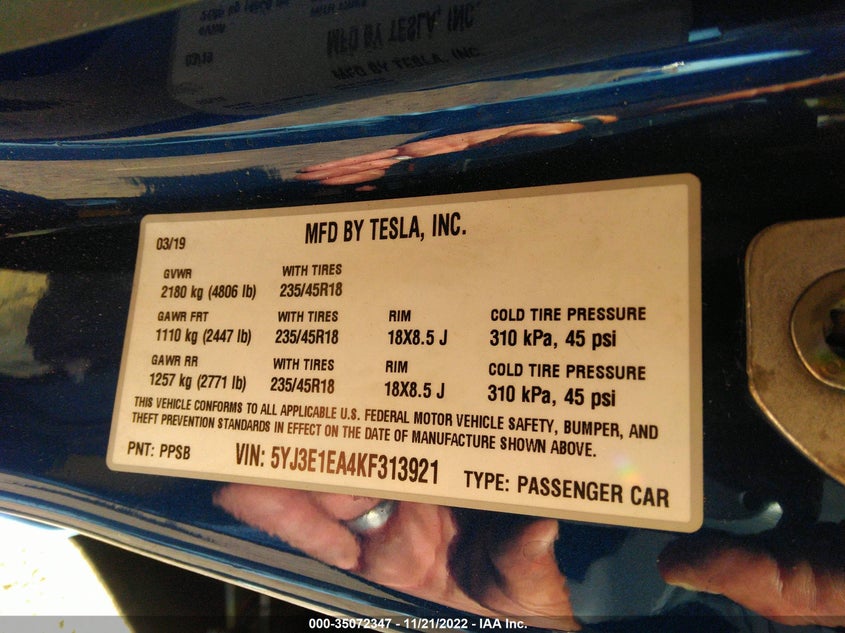 03/19
MFD BY TESLA, INC.
GVWR WITH TIRES
2180 kg (4806 lb) 235/45R18
GAWR FRT WITH TIRES RIM COLD TIRE PRESSURE
1110 kg (2447 lb) 235/45R18 18X8.5 J 310 kPa, 45 psi
GAWR RR WITH TIRES RIM COLD TIRE PRESSURE
1257 kg (2771 lb) 235/45R18 18X8.5 J 310 kPa, 45 psi
THIS VEHICLE CONFORMS TO ALL APPLICABLE U.S. FEDERAL MOTOR VEHICLE SAFETY, BUMPER, AND
THEFT PREVENTION STANDARDS IN EFFECT ON THE DATE OF MANUFACTURE SHOWN ABOVE.
PNT: PPSB VIN: 5YJ3E1EA4KF313921 TYPE: PASSENGER CAR
000-35072347 - 11/21/2022 - IAA Inc.